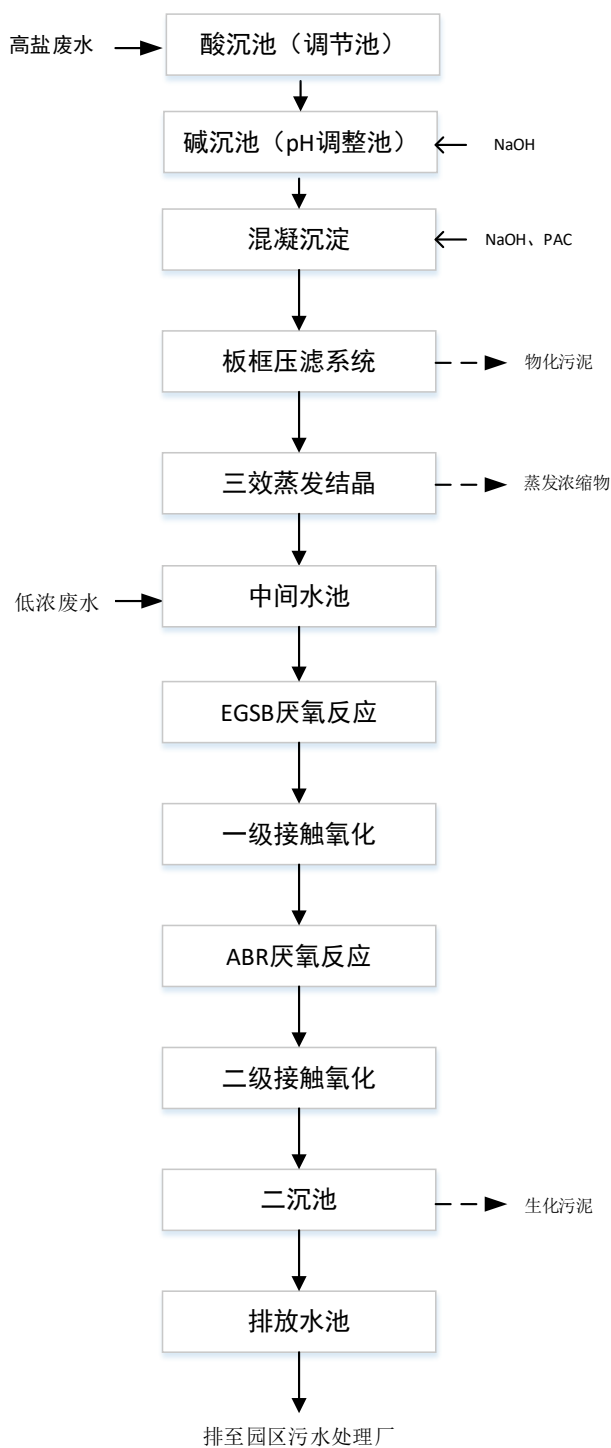 高盐废水
酸沉池（调节池）
碱沉池（pH调整池）
NaOH
混凝沉淀
NaOH、PAC
板框压滤系统
物化污泥
三效蒸发结晶
蒸发浓缩物
低浓废水
中间水池
EGSB厌氧反应
一级接触氧化
ABR厌氧反应
二级接触氧化
二沉池
生化污泥
排放水池
排至园区污水处理厂